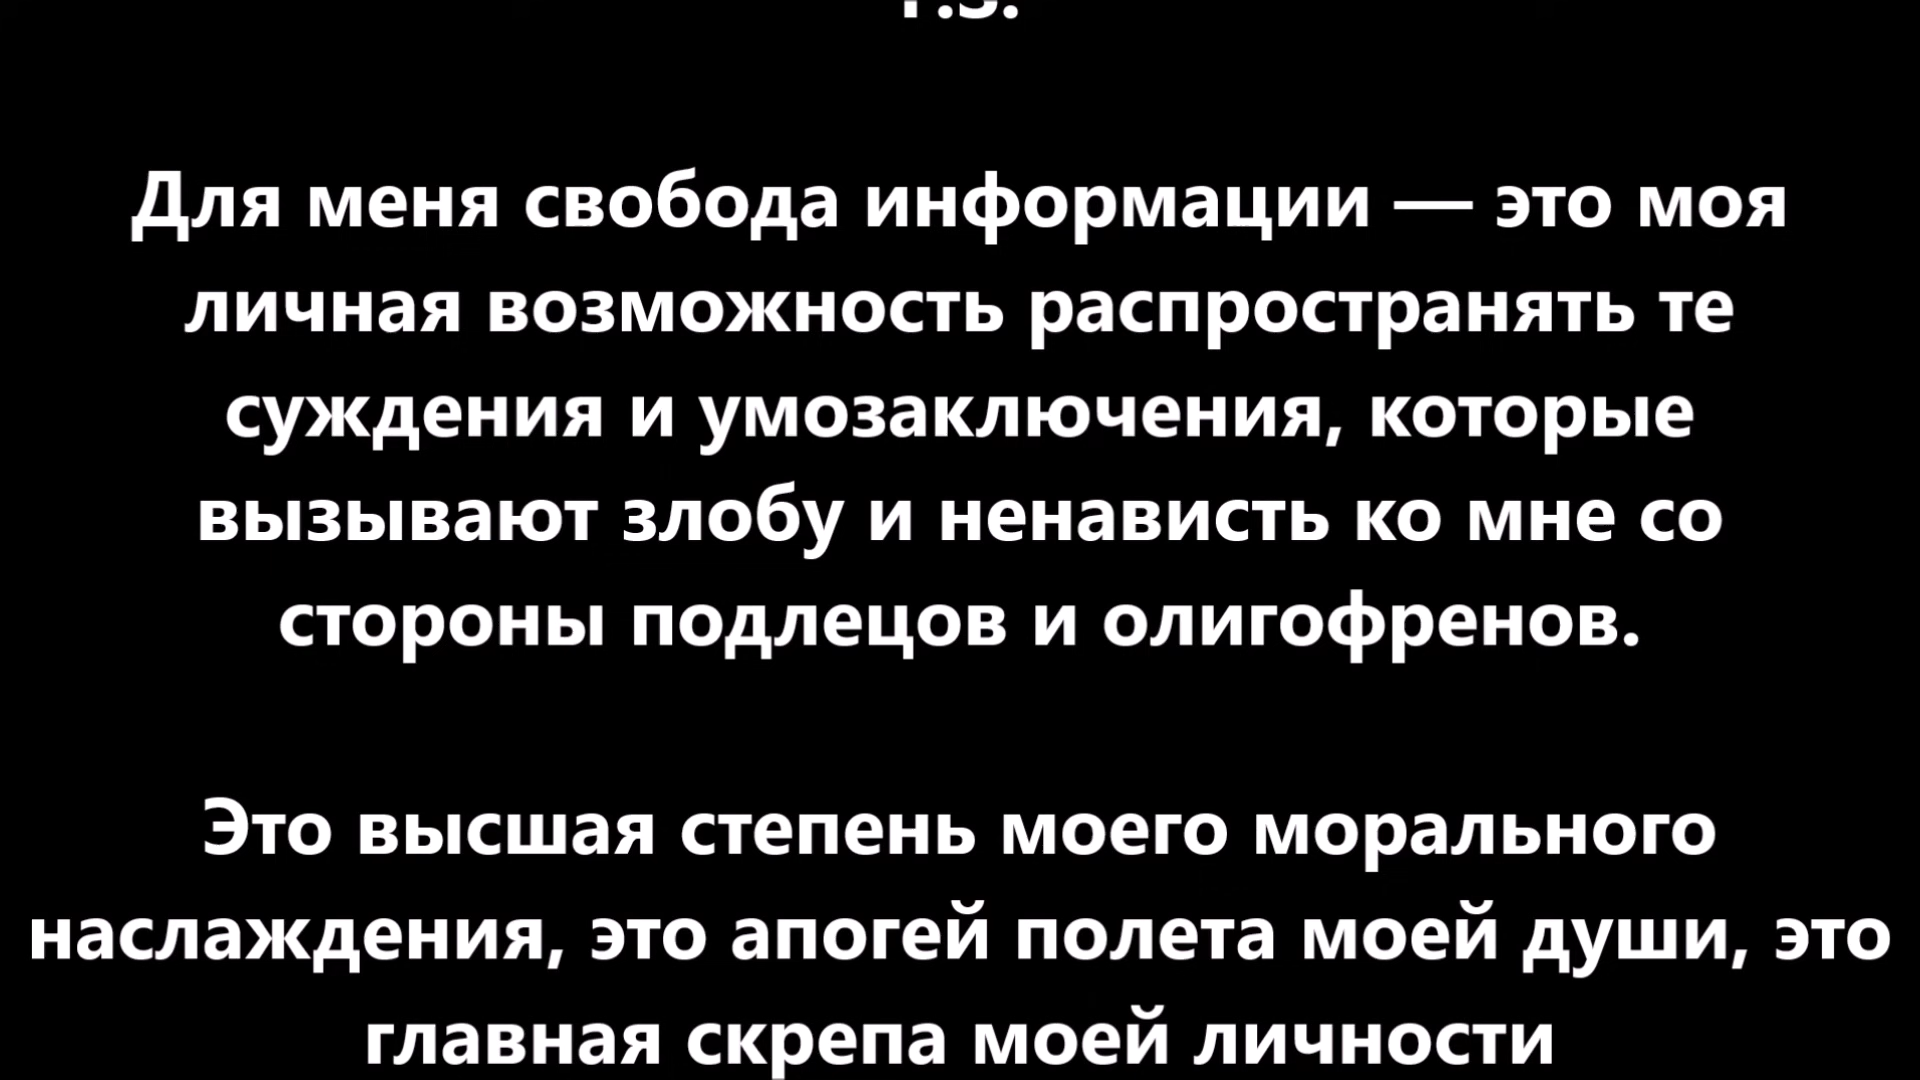 Для меня свобода информации — это моя
личная возможность распространять те
суждения и умозаключения, которые
вызывают злобу и ненависть ко мне со
стороны подлецов и олигофренов.
Это высшая степень моего морального
наслаждения, это апогей полета моей души, это
главная скрепа моей личности